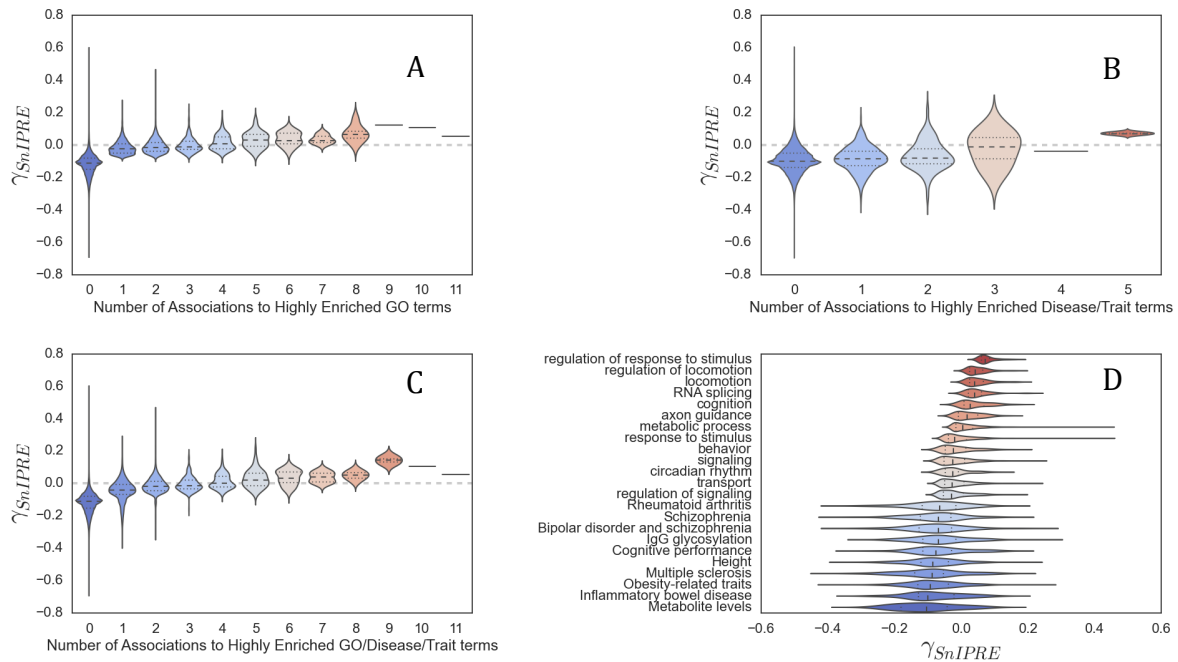 0.8
0.6
0.4
0.2
0.0
−0.2
−0.4
−0.6
−0.8
γSnIPRE
A
0 1 2 3 4 5 6 7 8 9 10 11
Number of Associations to Highly Enriched GO terms
0.8
0.6
0.4
0.2
0.0
−0.2
−0.4
−0.6
−0.8
γSnIPRE
B
0 1 2 3 4 5
Number of Associations to Highly Enriched Disease/Trait terms
0.8
0.6
0.4
0.2
0.0
−0.2
−0.4
−0.6
−0.8
γSnIPRE
C
0 1 2 3 4 5 6 7 8 9 10 11
Number of Associations to Highly Enriched GO/Disease/Trait terms
regulation of response to stimulus
regulation of locomotion
locomotion
RNA splicing
cognition
axon guidance
metabolic process
response to stimulus
behavior
signaling
circadian rhythm
transport
regulation of signaling
Rheumatoid arthritis
Schizophrenia
Bipolar disorder and schizophrenia
IgG glycosylation
Cognitive performance
Height
Multiple sclerosis
Obesity-related traits
Inflammatory bowel disease
Metabolite levels
D
−0.6 −0.4 −0.2 0.0 0.2 0.4 0.6
γSnIPRE